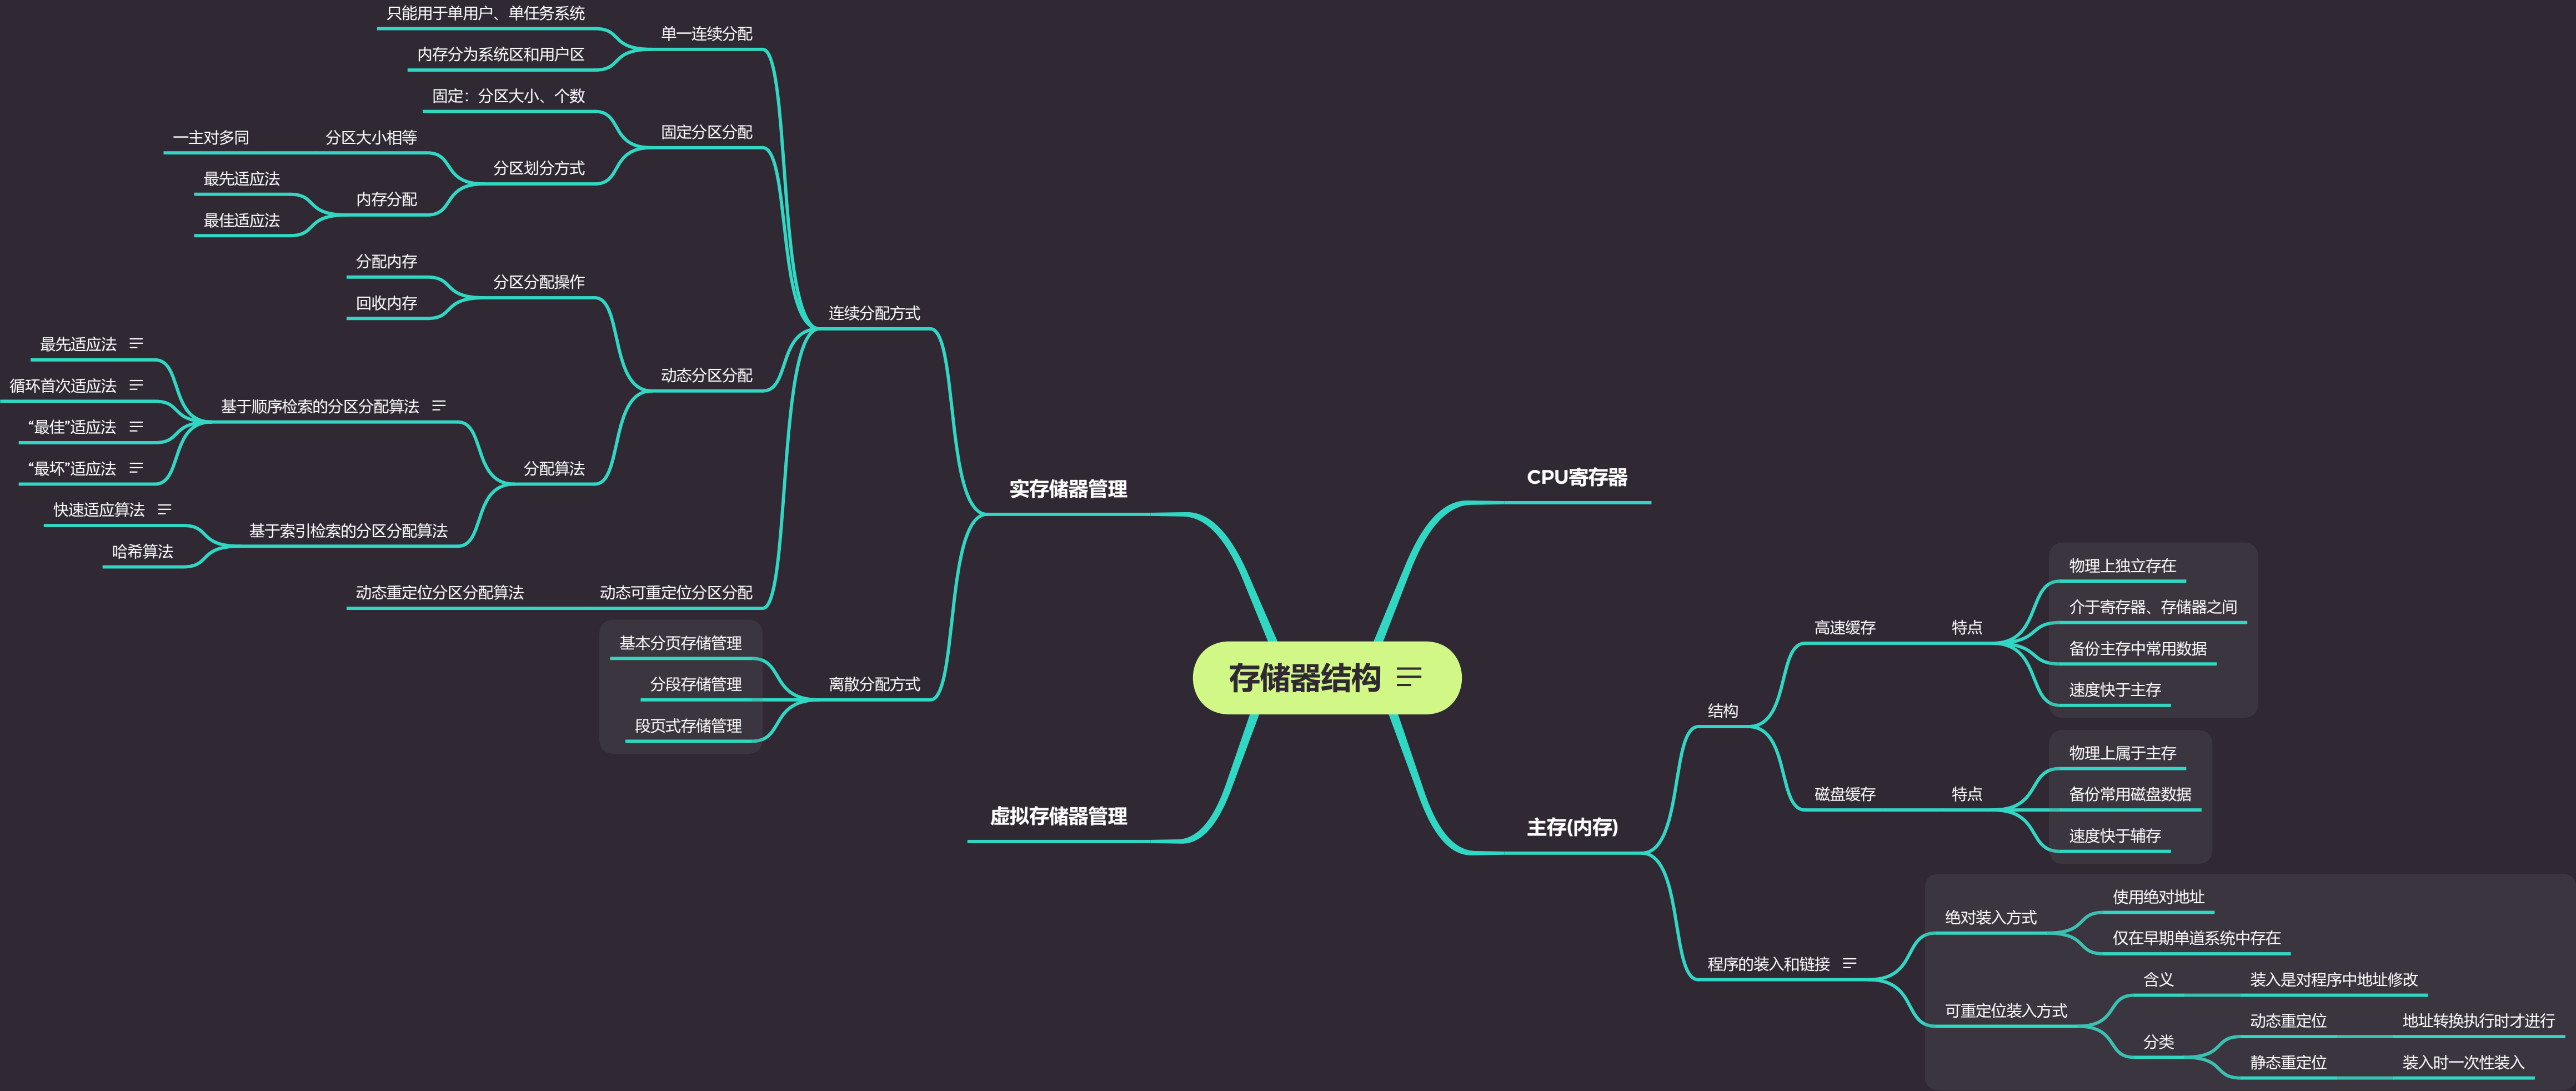 存储器结构
CPU寄存器
主存(内存)
结构
高速缓存
特点
物理上独立存在
介于寄存器、存储器之间
备份主存中常用数据
速度快于主存
磁盘缓存
特点
物理上属于主存
备份常用磁盘数据
速度快于辅存
程序的装入和链接
绝对装入方式
使用绝对地址
仅在早期单道系统中存在
可重定位装入方式
含义
装入是对程序中地址修改
分类
动态重定位
地址转换执行时才进行
静态重定位
装入时一次性装入
实存储器管理
连续分配方式
单一连续分配
只能用于单用户、单任务系统
内存分为系统区和用户区
固定分区分配
固定：分区大小、个数
分区划分方式
分区大小相等
一主对多同
内存分配
最先适应法
最佳适应法
动态分区分配
分区分配操作
分配内存
回收内存
分配算法
基于顺序检索的分区分配算法
最先适应法
循环首次适应法
“最佳”适应法
“最坏”适应法
基于索引检索的分区分配算法
快速适应算法
哈希算法
动态可重定位分区分配
动态重定位分区分配算法
离散分配方式
基本分页存储管理
分段存储管理
段页式存储管理
虚拟存储器管理